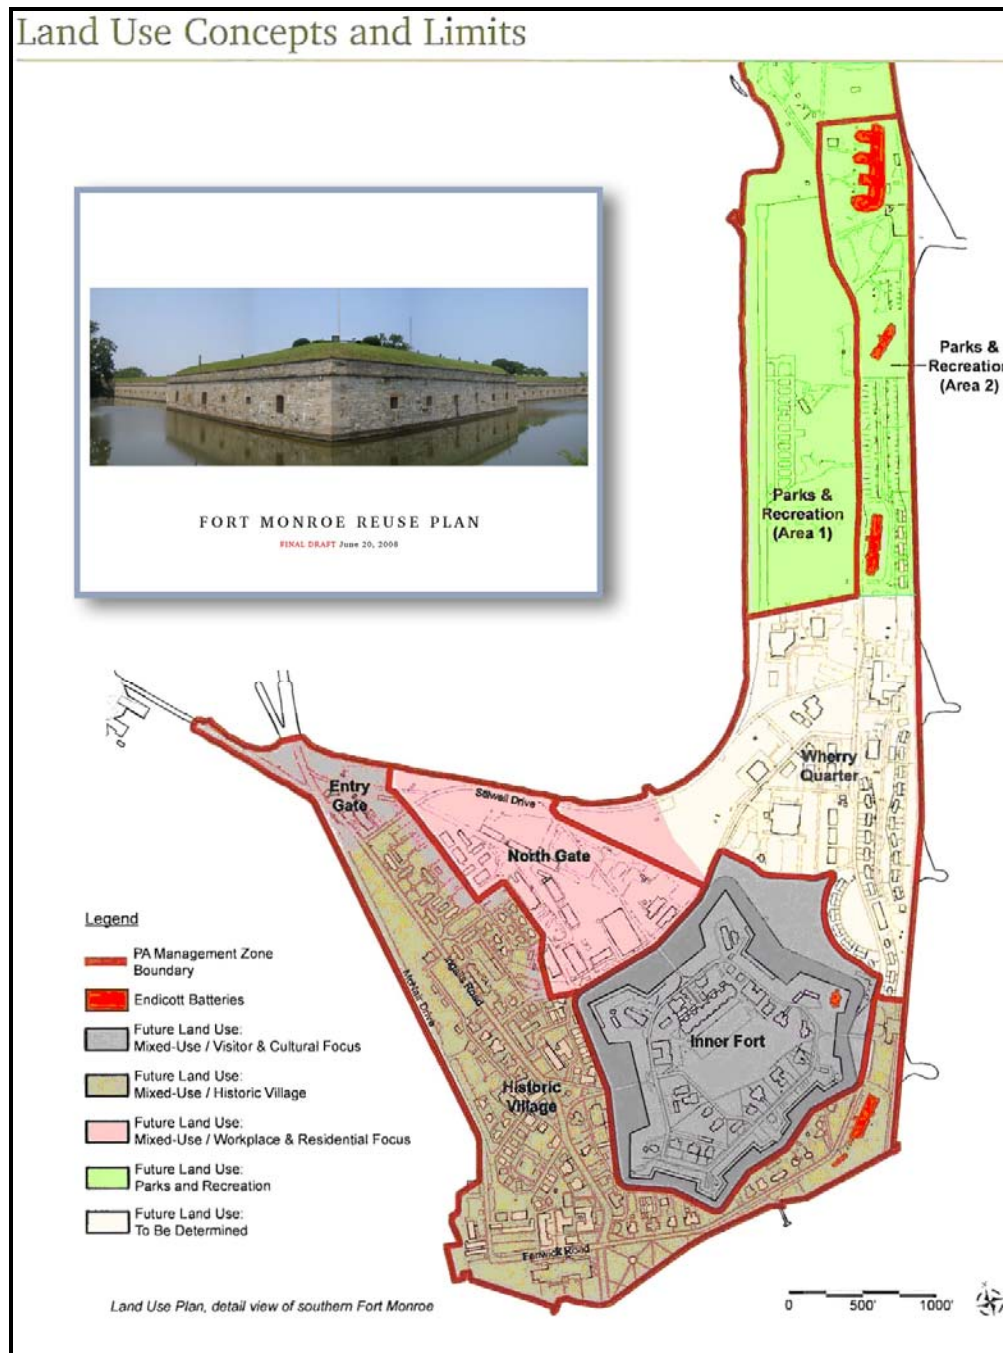 Land Use Concepts and Limits
FORT MONROE REUSE PLAN
FINAL DRAFT June 20, 2008
Parks &
Recreation
(Area 2)
Parks &
Recreation
(Area 1)
Wherry
Quarter
Entry
Gate
Stilwell Drive
North Gate
Ingalls Road
McNair Drive
Inner Fort
Historic
Village
Fenwick Road
Legend
PA Management Zone
Boundary
Endicott Batteries
Future Land Use:
Mixed-Use / Visitor & Cultural Focus
Future Land Use:
Mixed-Use / Historic Village
Future Land Use:
Mixed-Use / Workplace & Residential Focus
Future Land Use:
Parks and Recreation
Future Land Use:
To Be Determined
Land Use Plan, detail view of southern Fort Monroe
0 500' 1000'